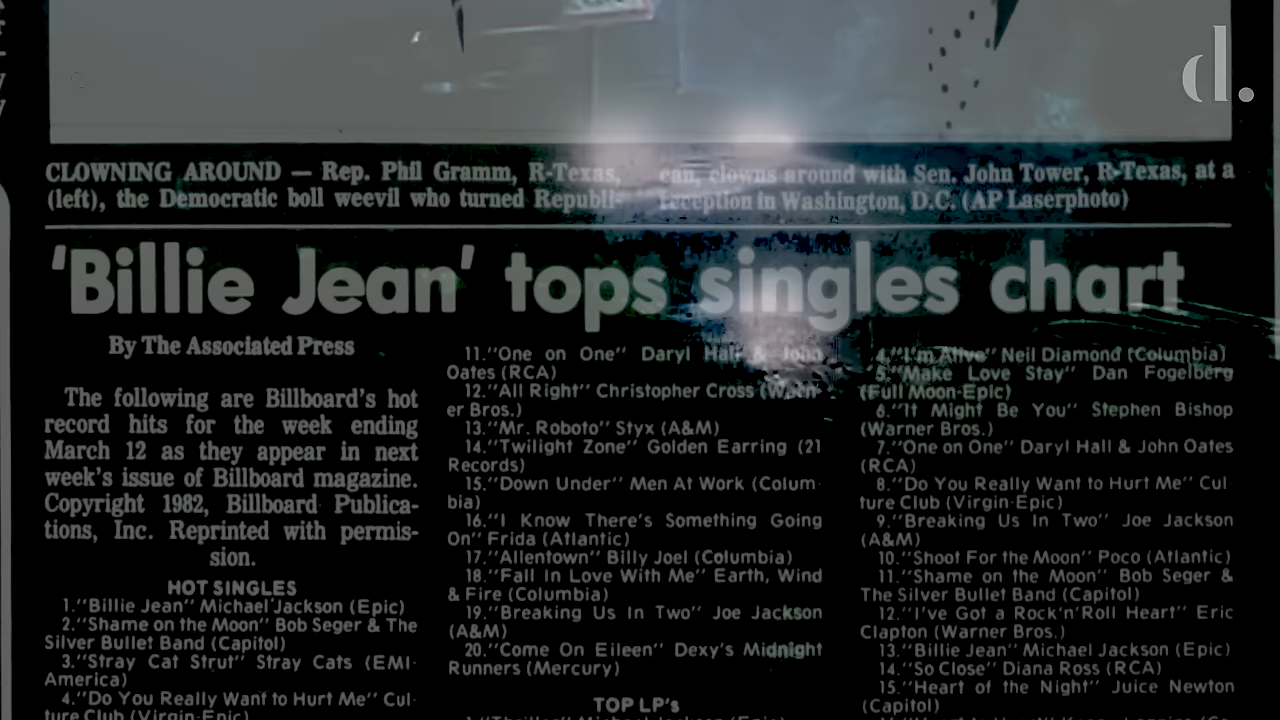 d.
CLOWNING AROUND — Rep. Phil Gramm, R-Texas,
(left), the Democratic boll weevil who turned Republi-
can, clowns around with Sen. John Tower, R-Texas, at a
reception in Washington, D.C. (AP Laserphoto)
'Billie Jean' tops singles chart
By The Associated Press
The following are Billboard's hot
record hits for the week ending
March 12 as they appear in next
week's issue of Billboard magazine.
Copyright 1982, Billboard Publica-
tions, Inc. Reprinted with permis-
sion.
HOT SINGLES
1."Billie Jean" Michael Jackson (Epic)
2."Shame on the Moon" Bob Seger & The
Silver Bullet Band (Capitol)
3."Stray Cat Strut" Stray Cats (EMI-
America)
4."Do You Really Want to Hurt Me" Cul-
ture Club (Virgin-Epic)
11."One on One" Daryl Hall & John
Oates (RCA)
12."All Right" Christopher Cross (Warn-
er Bros.)
13."Mr. Roboto" Styx (A&M)
14."Twilight Zone" Golden Earring (21
Records)
15."Down Under" Men At Work (Colum-
bia)
16."I Know There's Something Going
On" Frida (Atlantic)
17."Allentown" Billy Joel (Columbia)
18."Fall In Love With Me" Earth, Wind
& Fire (Columbia)
19."Breaking Us In Two" Joe Jackson
(A&M)
20."Come On Eileen" Dexy's Midnight
Runners (Mercury)
TOP LP's
1."Thriller" Michael Jackson (Epic)
4."I'm Alive" Neil Diamond (Columbia)
5."Make Love Stay" Dan Fogelberg
(Full Moon-Epic)
6."It Might Be You" Stephen Bishop
(Warner Bros.)
7."One on One" Daryl Hall & John Oates
(RCA)
8."Do You Really Want to Hurt Me" Cul-
ture Club (Virgin-Epic)
9."Breaking Us In Two" Joe Jackson
(A&M)
10."Shoot For the Moon" Poco (Atlantic)
11."Shame on the Moon" Bob Seger &
The Silver Bullet Band (Capitol)
12."I've Got a Rock'n'Roll Heart" Eric
Clapton (Warner Bros.)
13."Billie Jean" Michael Jackson (Epic)
14."So Close" Diana Ross (RCA)
15."Heart of the Night" Juice Newton
(Capitol)